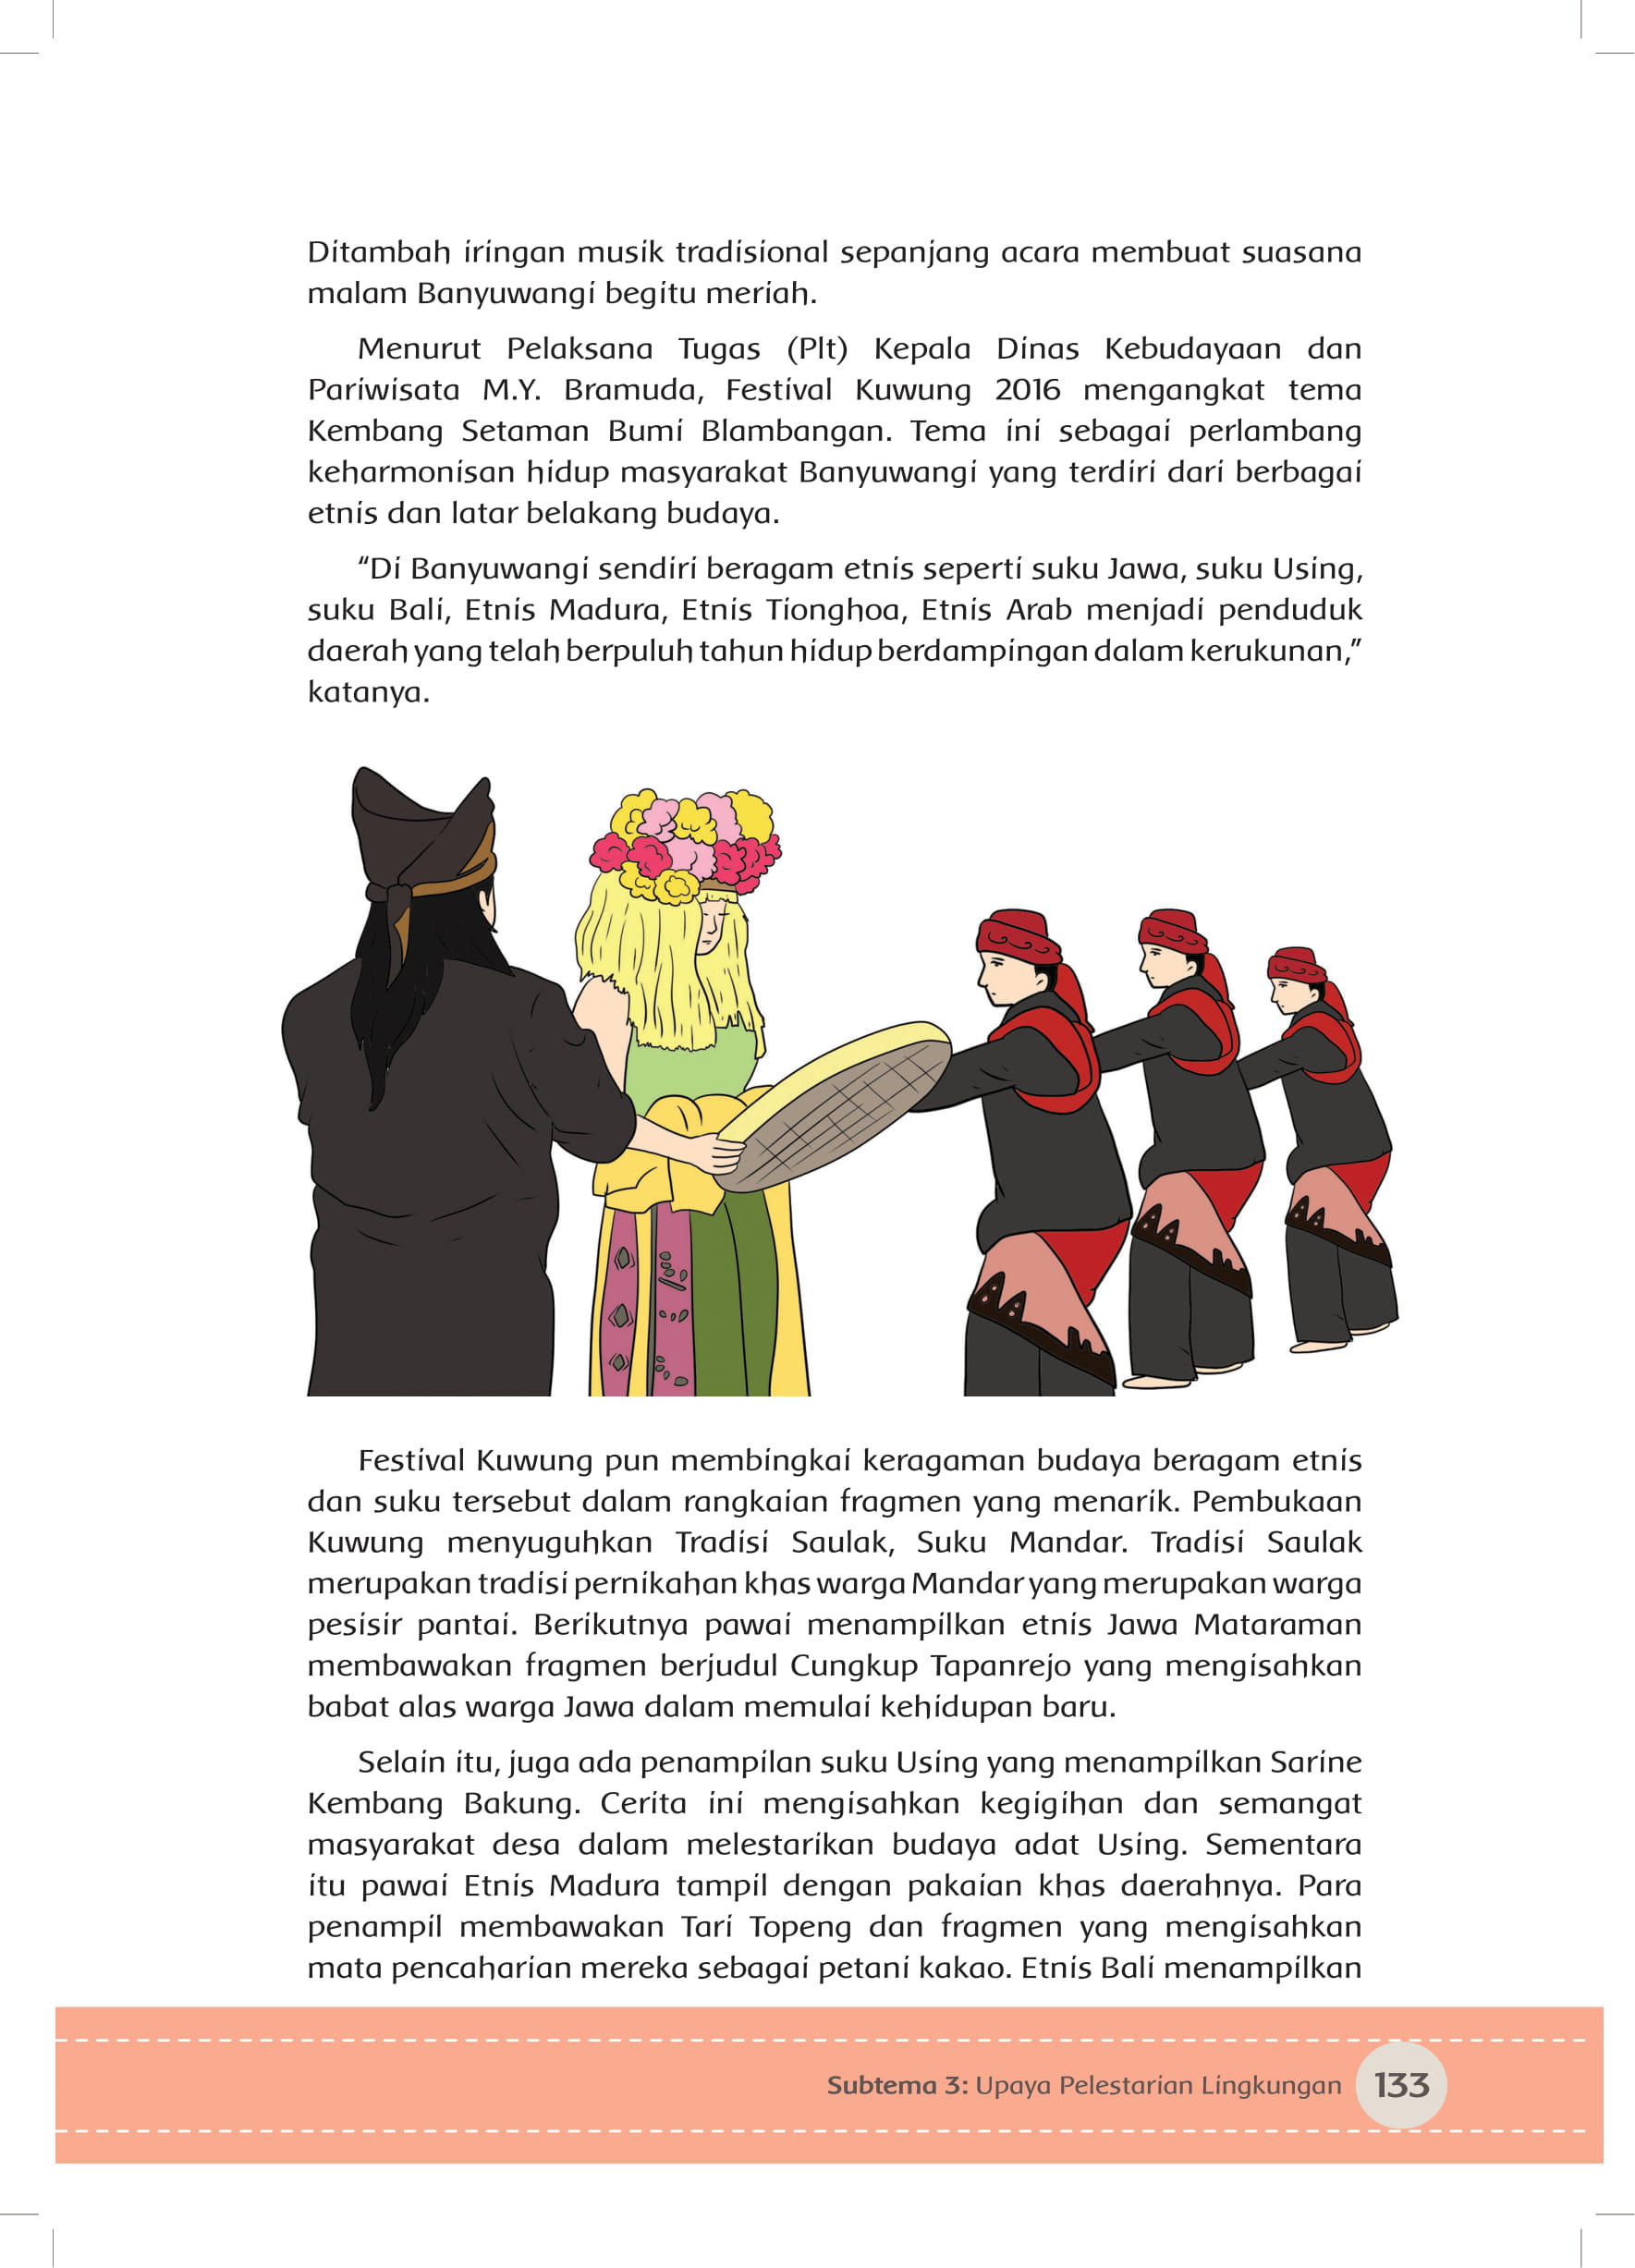 Ditambah iringan musik tradisional sepanjang acara membuat suasana
malam Banyuwangi begitu meriah.
Menurut Pelaksana Tugas (Plt) Kepala Dinas Kebudayaan dan
Pariwisata M.Y. Bramuda, Festival Kuwung 2016 mengangkat tema
Kembang Setaman Bumi Blambangan. Tema ini sebagai perlambang
keharmonisan hidup masyarakat Banyuwangi yang terdiri dari berbagai
etnis dan latar belakang budaya.
“Di Banyuwangi sendiri beragam etnis seperti suku Jawa, suku Using,
suku Bali, Etnis Madura, Etnis Tionghoa, Etnis Arab menjadi penduduk
daerah yang telah berpuluh tahun hidup berdampingan dalam kerukunan,”
katanya.
Festival Kuwung pun membingkai keragaman budaya beragam etnis
dan suku tersebut dalam rangkaian fragmen yang menarik. Pembukaan
Kuwung menyuguhkan Tradisi Saulak, Suku Mandar. Tradisi Saulak
merupakan tradisi pernikahan khas warga Mandar yang merupakan warga
pesisir pantai. Berikutnya pawai menampilkan etnis Jawa Mataraman
membawakan fragmen berjudul Cungkup Tapanrejo yang mengisahkan
babat alas warga Jawa dalam memulai kehidupan baru.
Selain itu, juga ada penampilan suku Using yang menampilkan Sarine
Kembang Bakung. Cerita ini mengisahkan kegigihan dan semangat
masyarakat desa dalam melestarikan budaya adat Using. Sementara
itu pawai Etnis Madura tampil dengan pakaian khas daerahnya. Para
penampil membawakan Tari Topeng dan fragmen yang mengisahkan
mata pencaharian mereka sebagai petani kakao. Etnis Bali menampilkan
Subtema 3: Upaya Pelestarian Lingkungan 133